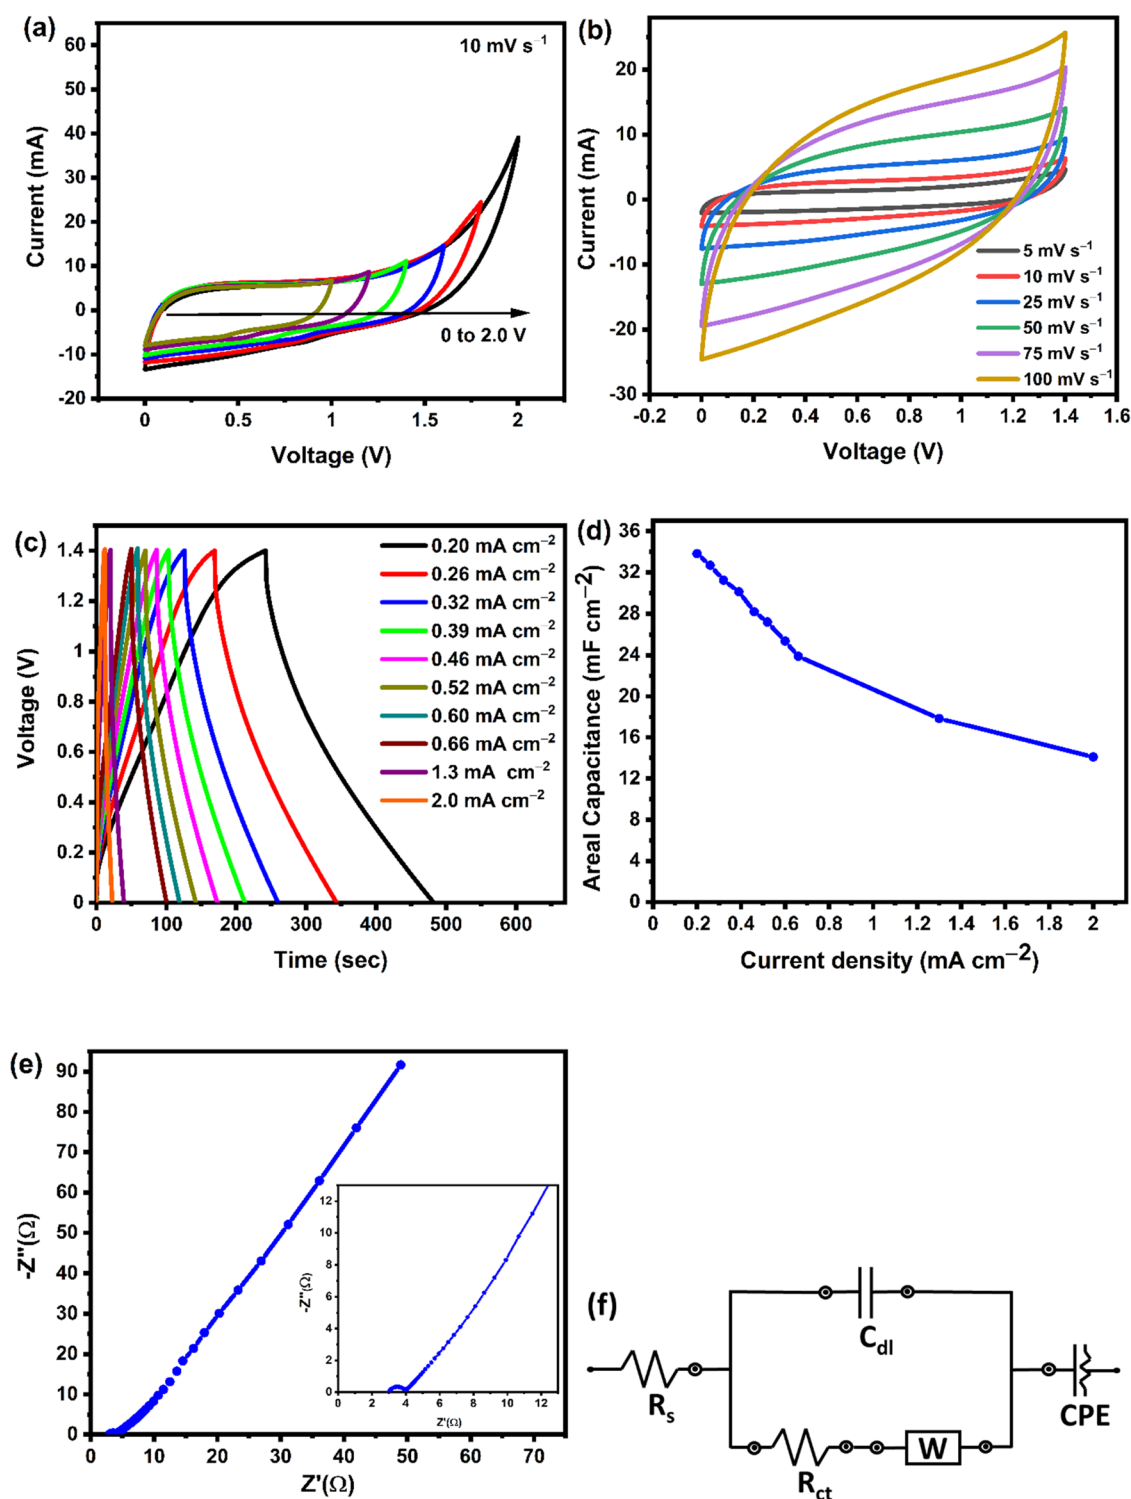 (a)
10 mV s⁻¹
60
50
40
30
20
10
0
-10
-20
Current (mA)
0 to 2.0 V
0 0.5 1 1.5 2
Voltage (V)
(b)
20
10
0
-10
-20
-30
Current (mA)
5 mV s⁻¹
10 mV s⁻¹
25 mV s⁻¹
50 mV s⁻¹
75 mV s⁻¹
100 mV s⁻¹
-0.2 0 0.2 0.4 0.6 0.8 1 1.2 1.4 1.6
Voltage (V)
(c)
1.4
1.2
1
0.8
0.6
0.4
0.2
0
Voltage (V)
0.20 mA cm⁻²
0.26 mA cm⁻²
0.32 mA cm⁻²
0.39 mA cm⁻²
0.46 mA cm⁻²
0.52 mA cm⁻²
0.60 mA cm⁻²
0.66 mA cm⁻²
1.3 mA cm⁻²
2.0 mA cm⁻²
0 100 200 300 400 500 600
Time (sec)
(d)
36
32
28
24
20
16
12
8
4
0
Areal Capacitance (mF cm⁻²)
0 0.2 0.4 0.6 0.8 1 1.2 1.4 1.6 1.8 2
Current density (mA cm⁻²)
(e)
90
80
70
60
50
40
30
20
10
0
-Z"(Ω)
0 10 20 30 40 50 60 70
Z'(Ω)
12
10
8
6
4
2
0
-Z"(Ω)
0 2 4 6 8 10 12
Z'(Ω)
(f)
C_dl
R_s
CPE
W
R_ct